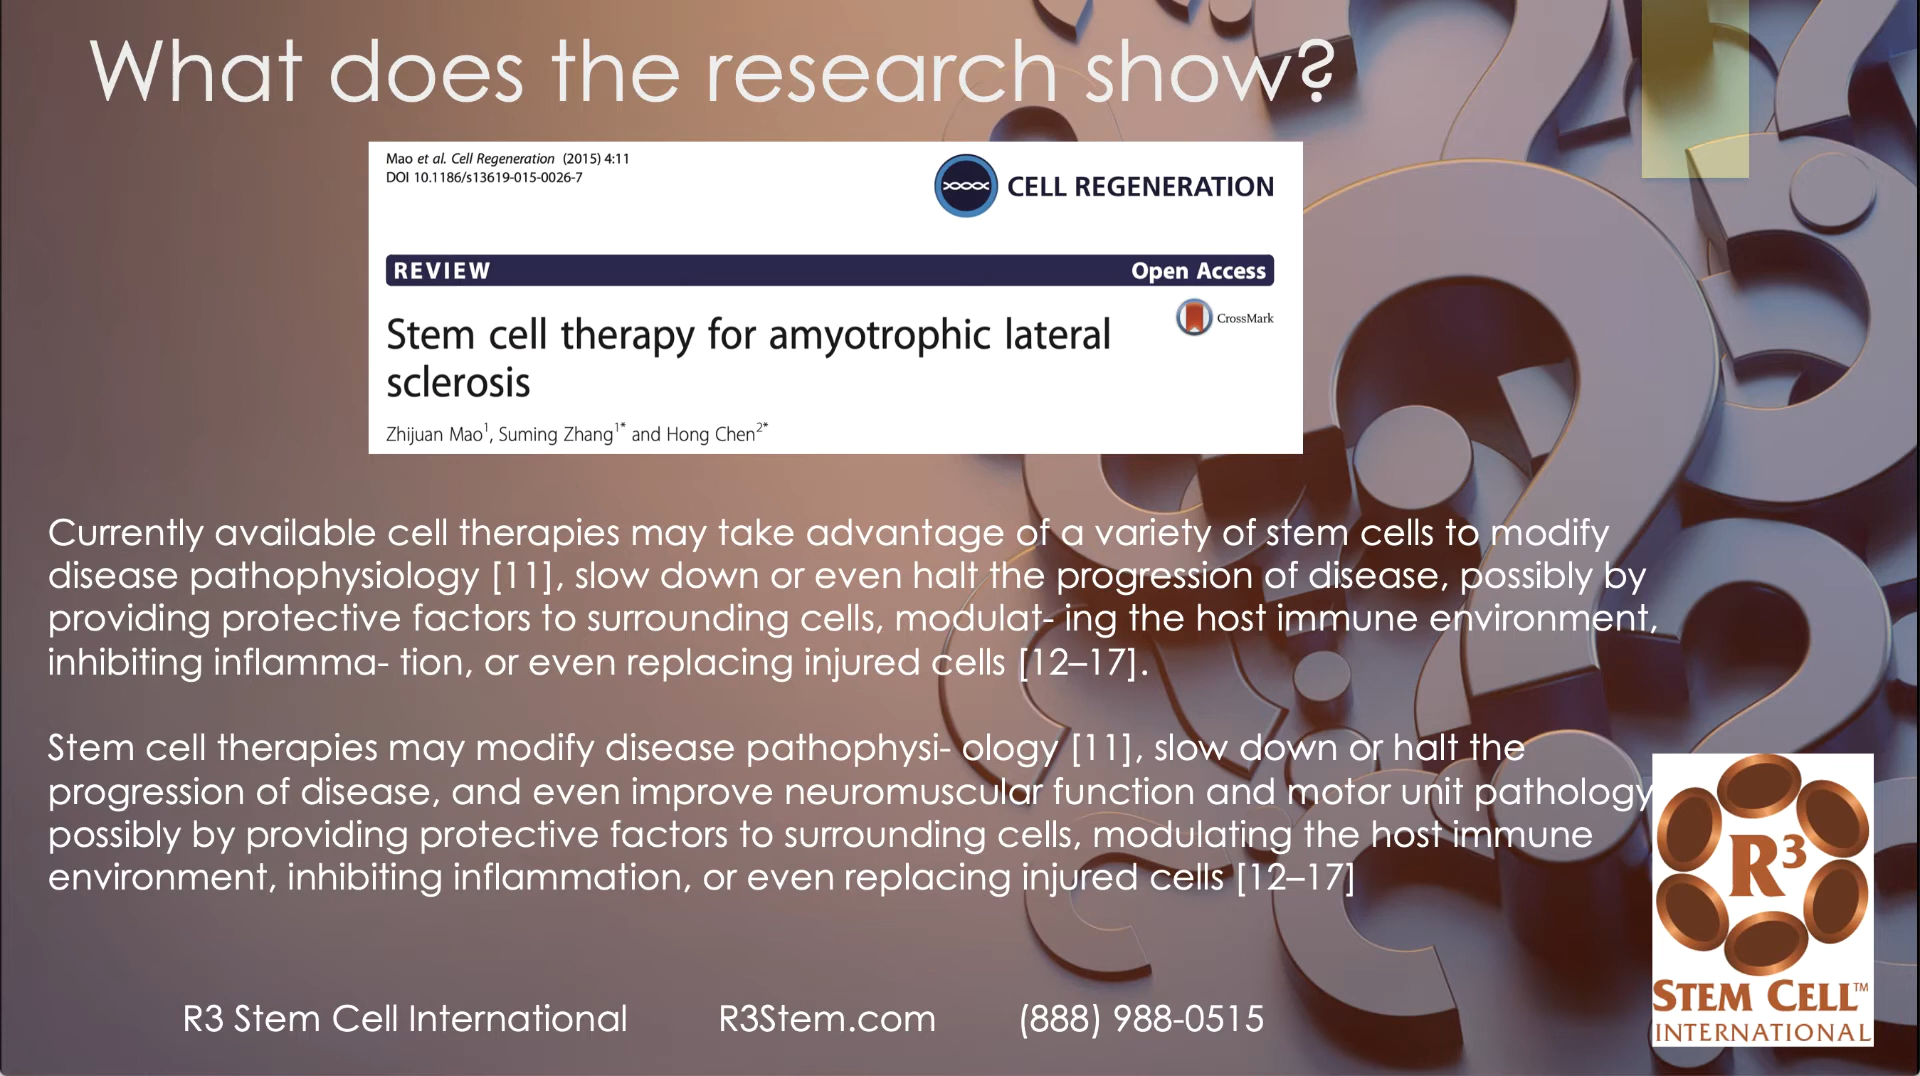 What does the research show?
Mao et al. Cell Regeneration (2015) 4:11
DOI 10.1186/s13619-015-0026-7
CELL REGENERATION
REVIEW Open Access
CrossMark
Stem cell therapy for amyotrophic lateral
sclerosis
Zhijuan Mao1, Suming Zhang1* and Hong Chen2*
Currently available cell therapies may take advantage of a variety of stem cells to modify
disease pathophysiology [11], slow down or even halt the progression of disease, possibly by
providing protective factors to surrounding cells, modulat- ing the host immune environment,
inhibiting inflamma- tion, or even replacing injured cells [12–17].
Stem cell therapies may modify disease pathophysi- ology [11], slow down or halt the
progression of disease, and even improve neuromuscular function and motor unit pathology
possibly by providing protective factors to surrounding cells, modulating the host immune
environment, inhibiting inflammation, or even replacing injured cells [12–17]
R3
STEM CELL™
INTERNATIONAL
R3 Stem Cell International R3Stem.com (888) 988-0515